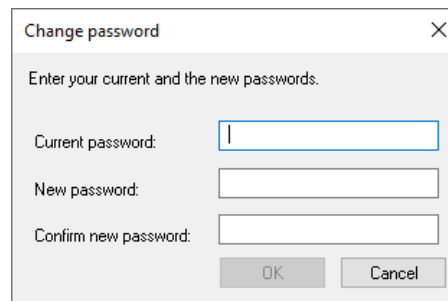 Change password
Enter your current and the new passwords.
Current password:
New password:
Confirm new password:
OK Cancel